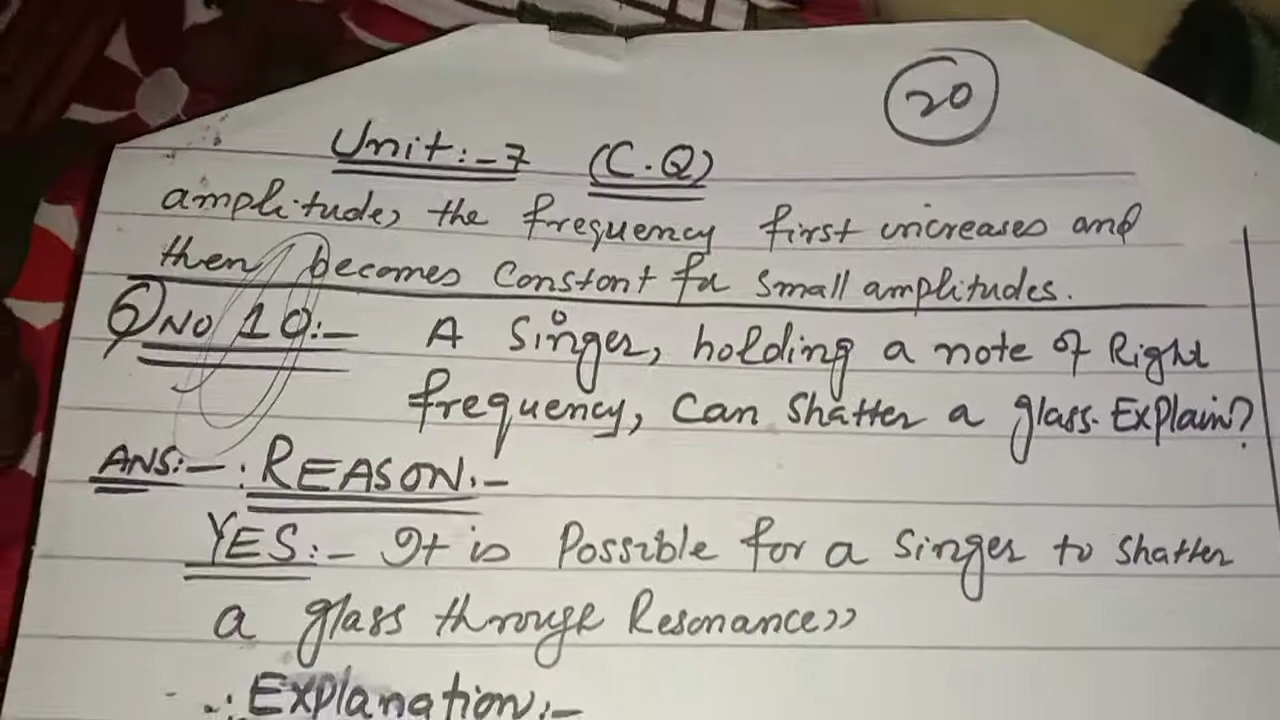 20
Unit:-7 (C.Q)
amplitude, the frequency first increases and
then becomes constant for small amplitudes.
Q NO 10:- A Singer, holding a note of Right
frequency, can shatter a glass. Explain?
ANS:- : REASON:-
YES:- It is Possible for a singer to shatter
a glass through Resonance>>
.: Explanation:-